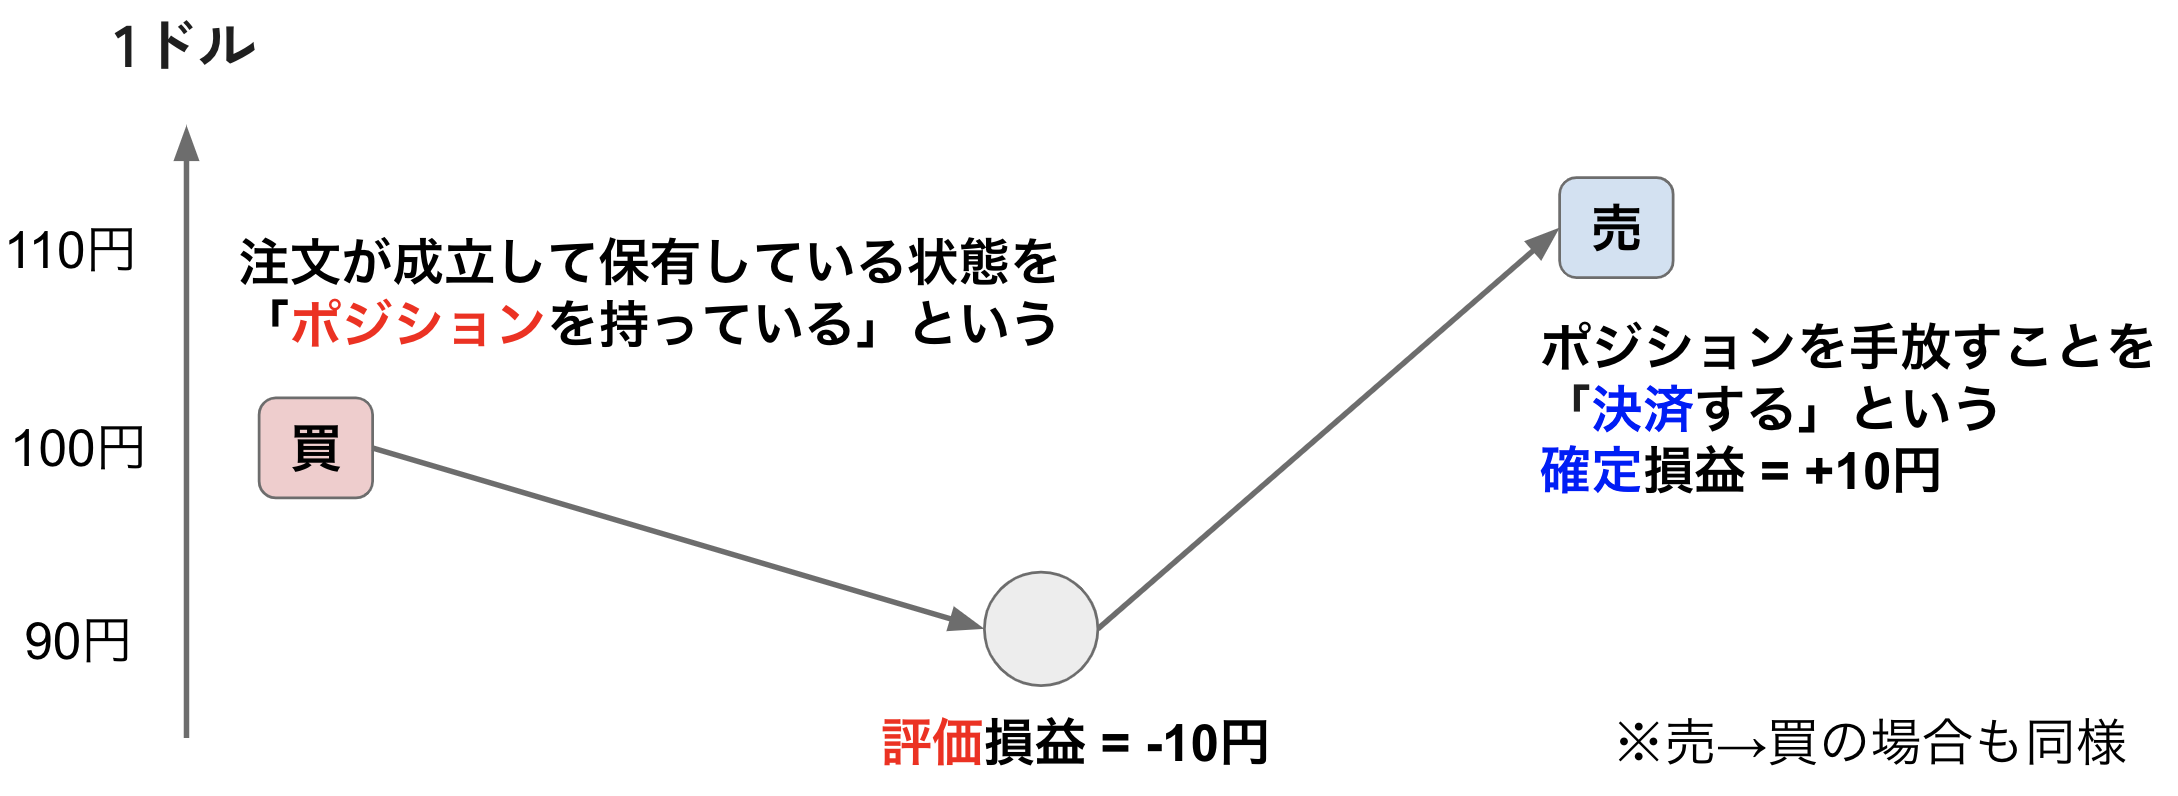 1ドル
110円
100円
90円
注文が成立して保有している状態を
「ポジションを持っている」という
買
評価損益 = -10円
売
ポジションを手放すことを
「決済する」という
確定損益 = +10円
※売→買の場合も同様